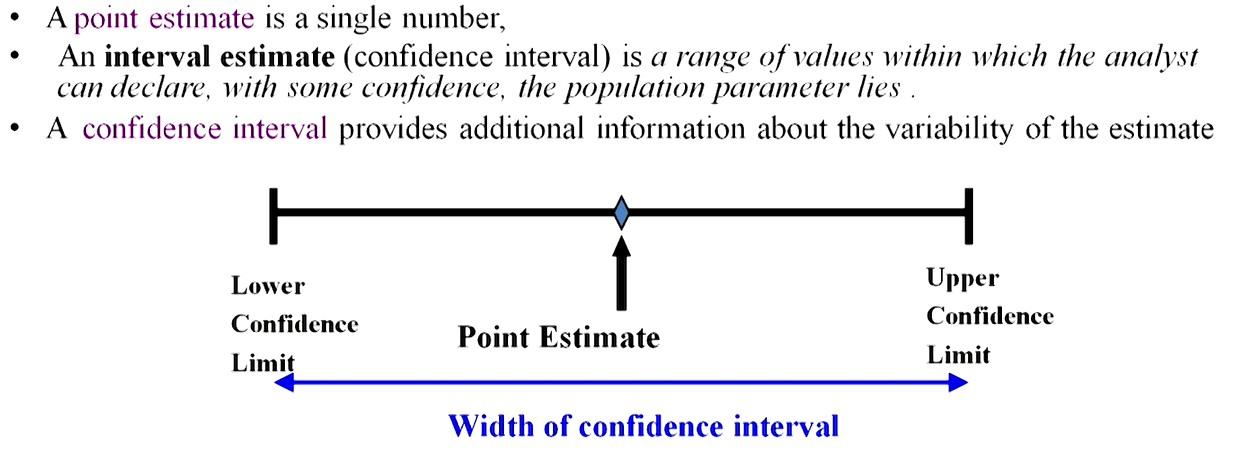 • A point estimate is a single number,
• An interval estimate (confidence interval) is a range of values within which the analyst
can declare, with some confidence, the population parameter lies .
• A confidence interval provides additional information about the variability of the estimate
Lower
Confidence
Limit
Point Estimate
Upper
Confidence
Limit
Width of confidence interval